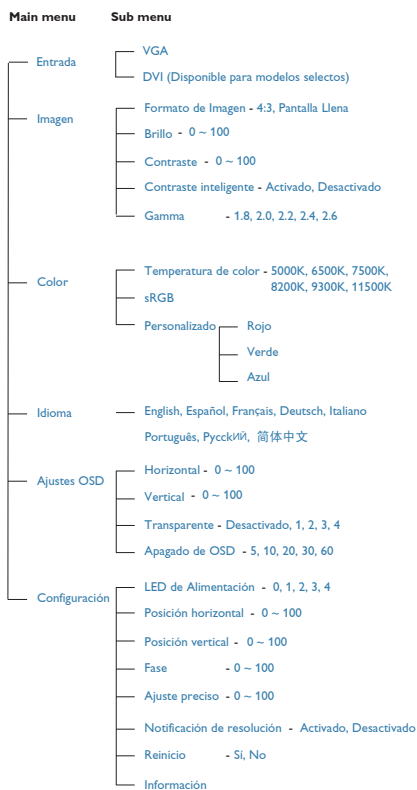 Main menu Sub menu
Entrada
VGA
DVI (Disponible para modelos selectos)
Imagen
Formato de Imagen - 4:3, Pantalla Llena
Brillo - 0 ~ 100
Contraste - 0 ~ 100
Contraste inteligente - Activado, Desactivado
Gamma - 1.8, 2.0, 2.2, 2.4, 2.6
Color
Temperatura de color - 5000K, 6500K, 7500K,
8200K, 9300K, 11500K
sRGB
Personalizado
Rojo
Verde
Azul
Idioma
English, Español, Français, Deutsch, Italiano
Português, Русский, 简体中文
Ajustes OSD
Horizontal - 0 ~ 100
Vertical - 0 ~ 100
Transparente - Desactivado, 1, 2, 3, 4
Apagado de OSD - 5, 10, 20, 30, 60
Configuración
LED de Alimentación - 0, 1, 2, 3, 4
Posición horizontal - 0 ~ 100
Posición vertical - 0 ~ 100
Fase - 0 ~ 100
Ajuste preciso - 0 ~ 100
Notificación de resolución - Activado, Desactivado
Reinicio - Sí, No
Información